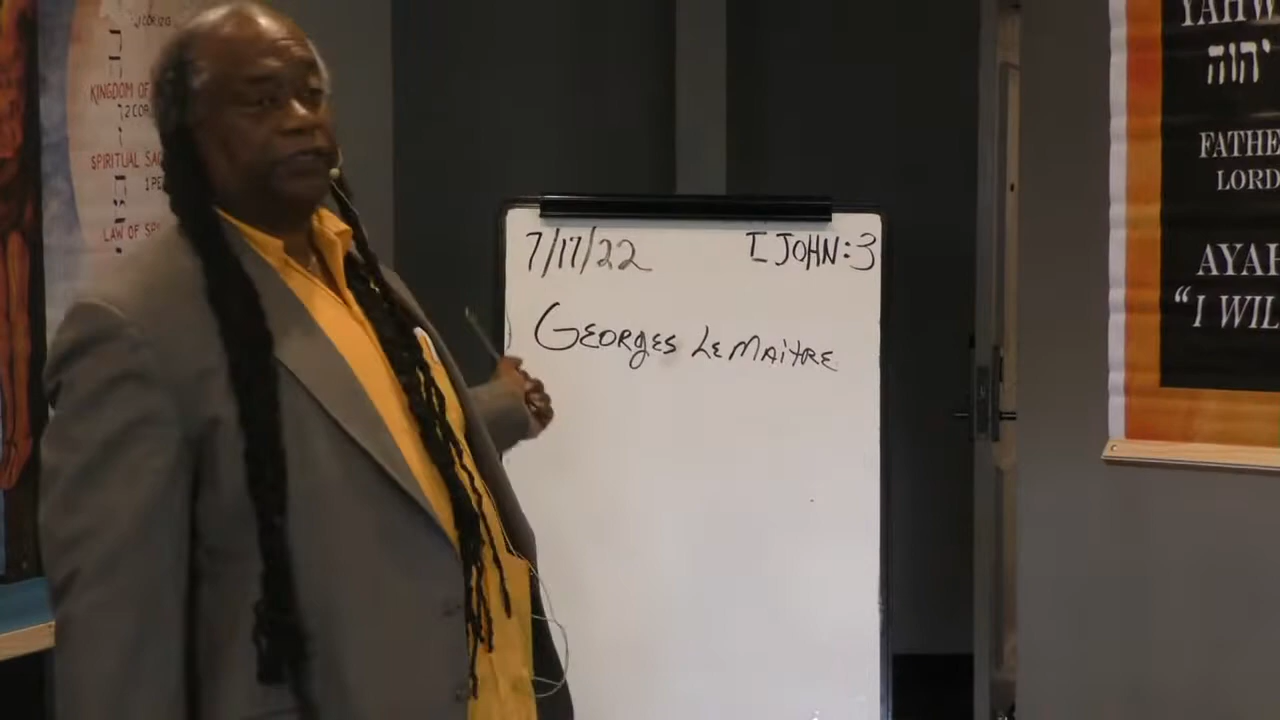 1 COR 12:13
KINGDOM OF
2 COR
SPIRITUAL SAC
1 PE
LAW OF SP
7/17/22
I JOHN:3
GEORGES LEMAITRE
YAHW
יהוה
FATHE
LORD
AYAH
“I WIL